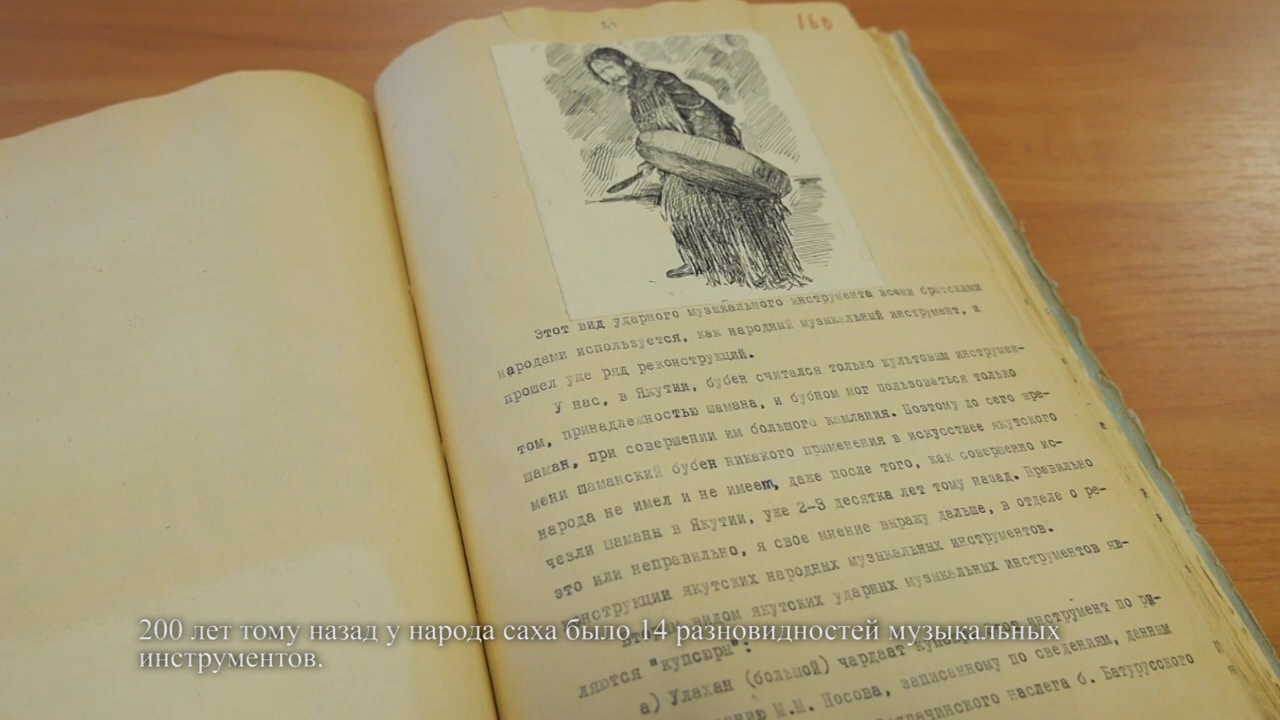 24
160
Этот вид ударного музыкального инструмента всеми братскими
народами используется, как народный музыкальный инструмент, и
прошел уже ряд реконструкций.
У нас, в Якутии, бубен считался только культовым инструмен-
том, принадлежностью шамана, и бубном мог пользоваться только
шаман, при совершении им большого камлания. Поэтому до сего вре-
мени шаманский бубен никакого применения в искусстве якутского
народа не имел и не имеет, даже после того, как совершенно ис-
чезли шаманы в Якутии, уже 2-3 десятка лет тому назад. Правильно
это или неправильно, я свое мнение выражу дальше, в отделе о ре-
конструкции якутских народных музыкальных инструментов.
видом якутских ударных музыкальных инструментов яв-
ляются "купсюрн":
а) Улахан (большой) чардаат инструмент по ри-
М.М. Носова, записанному по сведениям, данным
наслега б. Батурусского
200 лет тому назад у народа саха было 14 разновидностей музыкальных
инструментов.